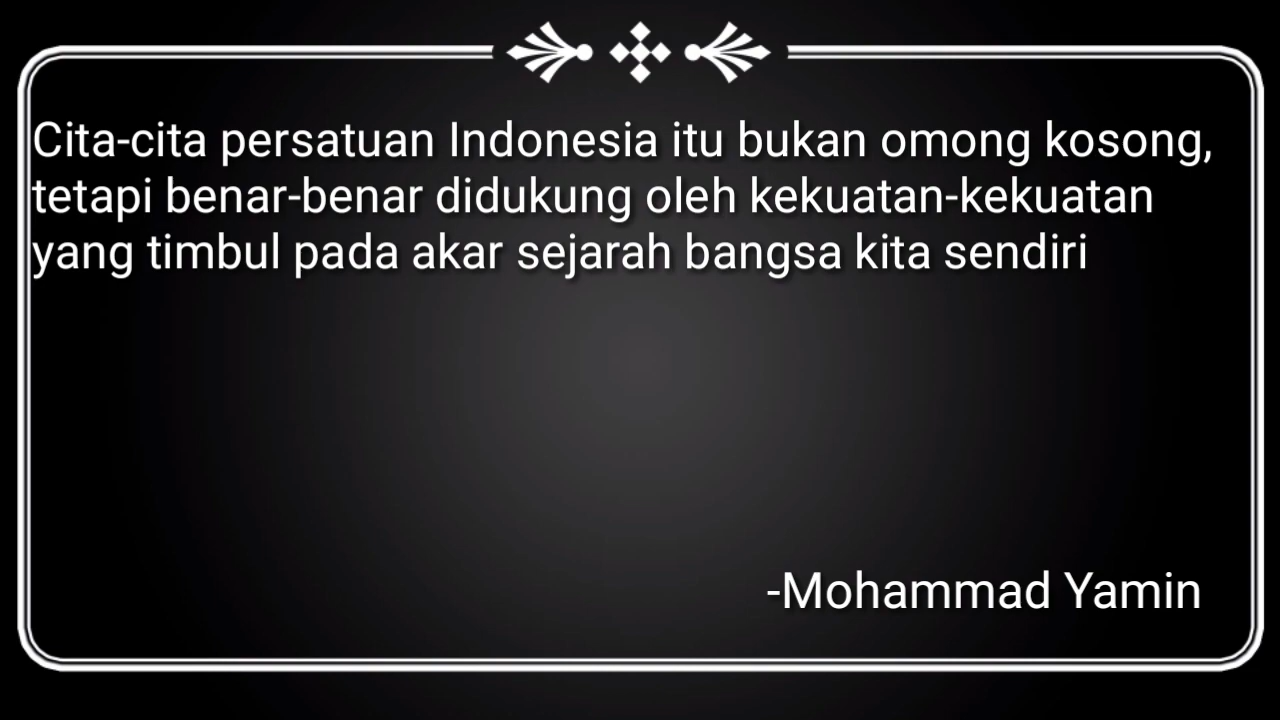 Cita-cita persatuan Indonesia itu bukan omong kosong,
tetapi benar-benar didukung oleh kekuatan-kekuatan
yang timbul pada akar sejarah bangsa kita sendiri
-Mohammad Yamin